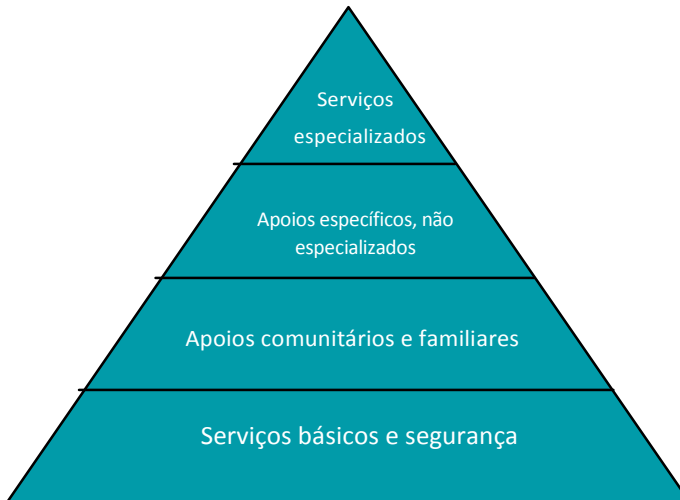 Serviços
especializados
Apoios específicos, não
especializados
Apoios comunitários e familiares
Serviços básicos e segurança